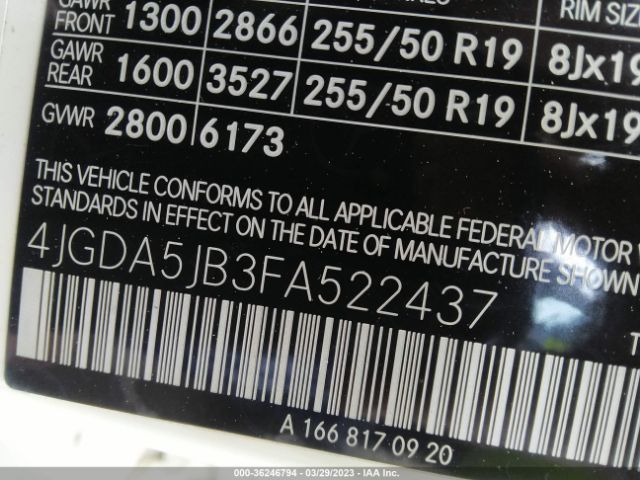 GAWR
FRONT 1300 2866 255/50 R19 8Jx19
RIM SIZ
GAWR
REAR 1600 3527 255/50 R19 8Jx19
GVWR 2800 6173
THIS VEHICLE CONFORMS TO ALL APPLICABLE FEDERAL MOTOR
STANDARDS IN EFFECT ON THE DATE OF MANUFACTURE SHOWN
4JGDA5JB3FA522437
A 166 817 09 20
000-36246794 - 03/29/2023 - IAA Inc.